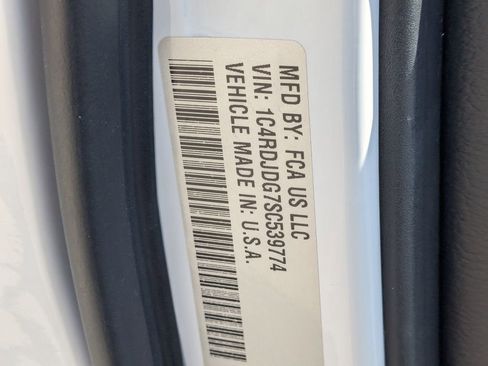 MFD BY: FCA US LLC
VIN: 1C4RDJDG7SC539774
VEHICLE MADE IN: U.S.A.